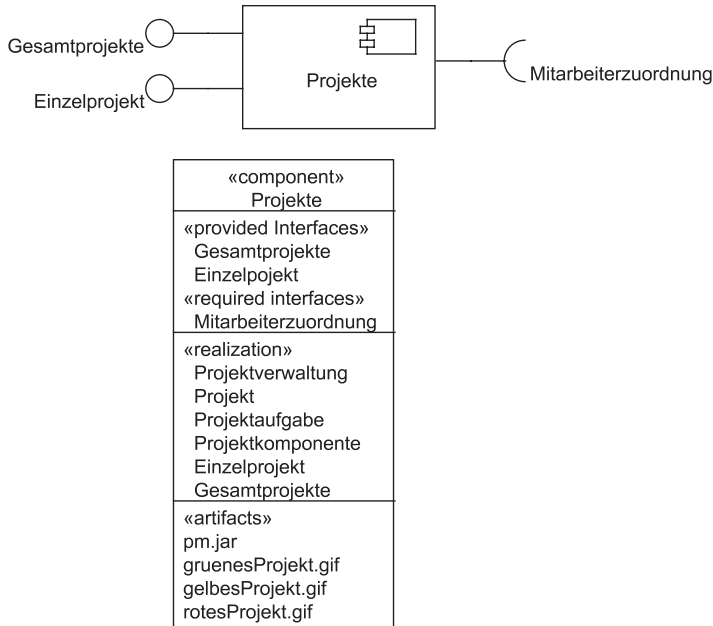 Gesamtprojekte
Einzelprojekt
Projekte
Mitarbeiterzuordnung
«component»
Projekte
«provided Interfaces»
Gesamtprojekte
Einzelpojekt
«required interfaces»
Mitarbeiterzuordnung
«realization»
Projektverwaltung
Projekt
Projektaufgabe
Projektkomponente
Einzelprojekt
Gesamtprojekte
«artifacts»
pm.jar
gruenesProjekt.gif
gelbesProjekt.gif
rotesProjekt.gif